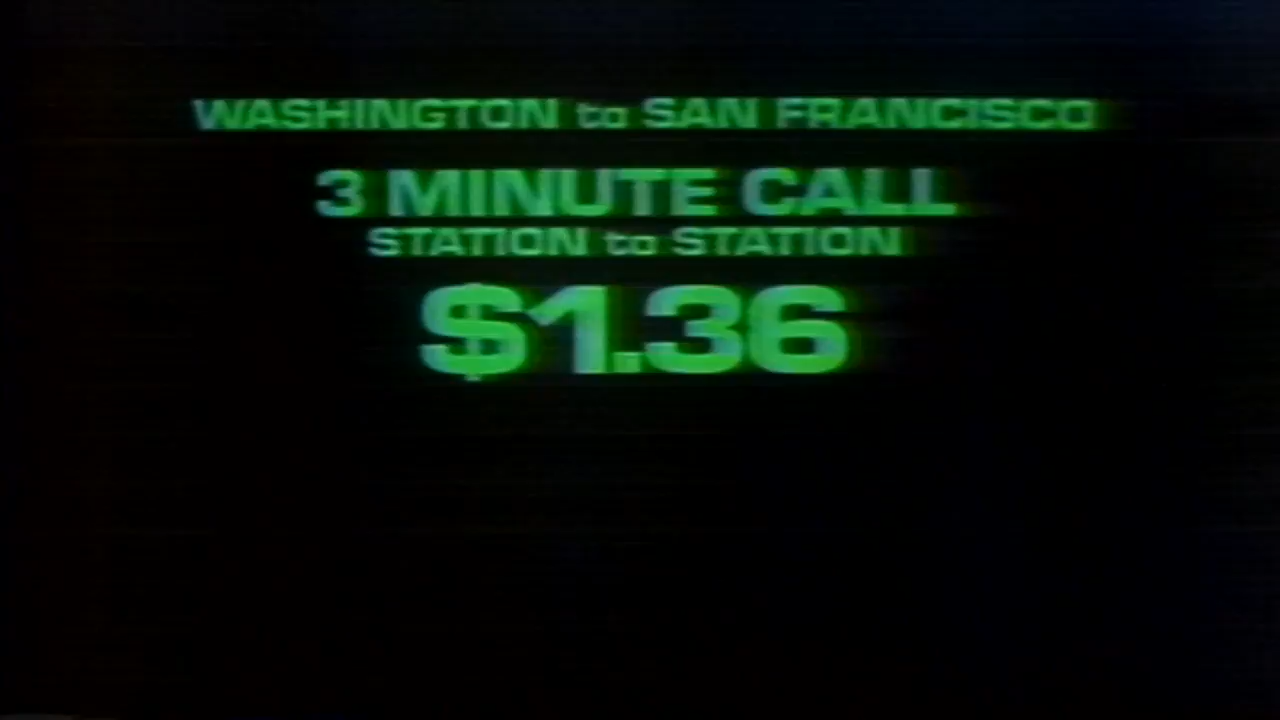 WASHINGTON to SAN FRANCISCO
3 MINUTE CALL
STATION to STATION
$1.36